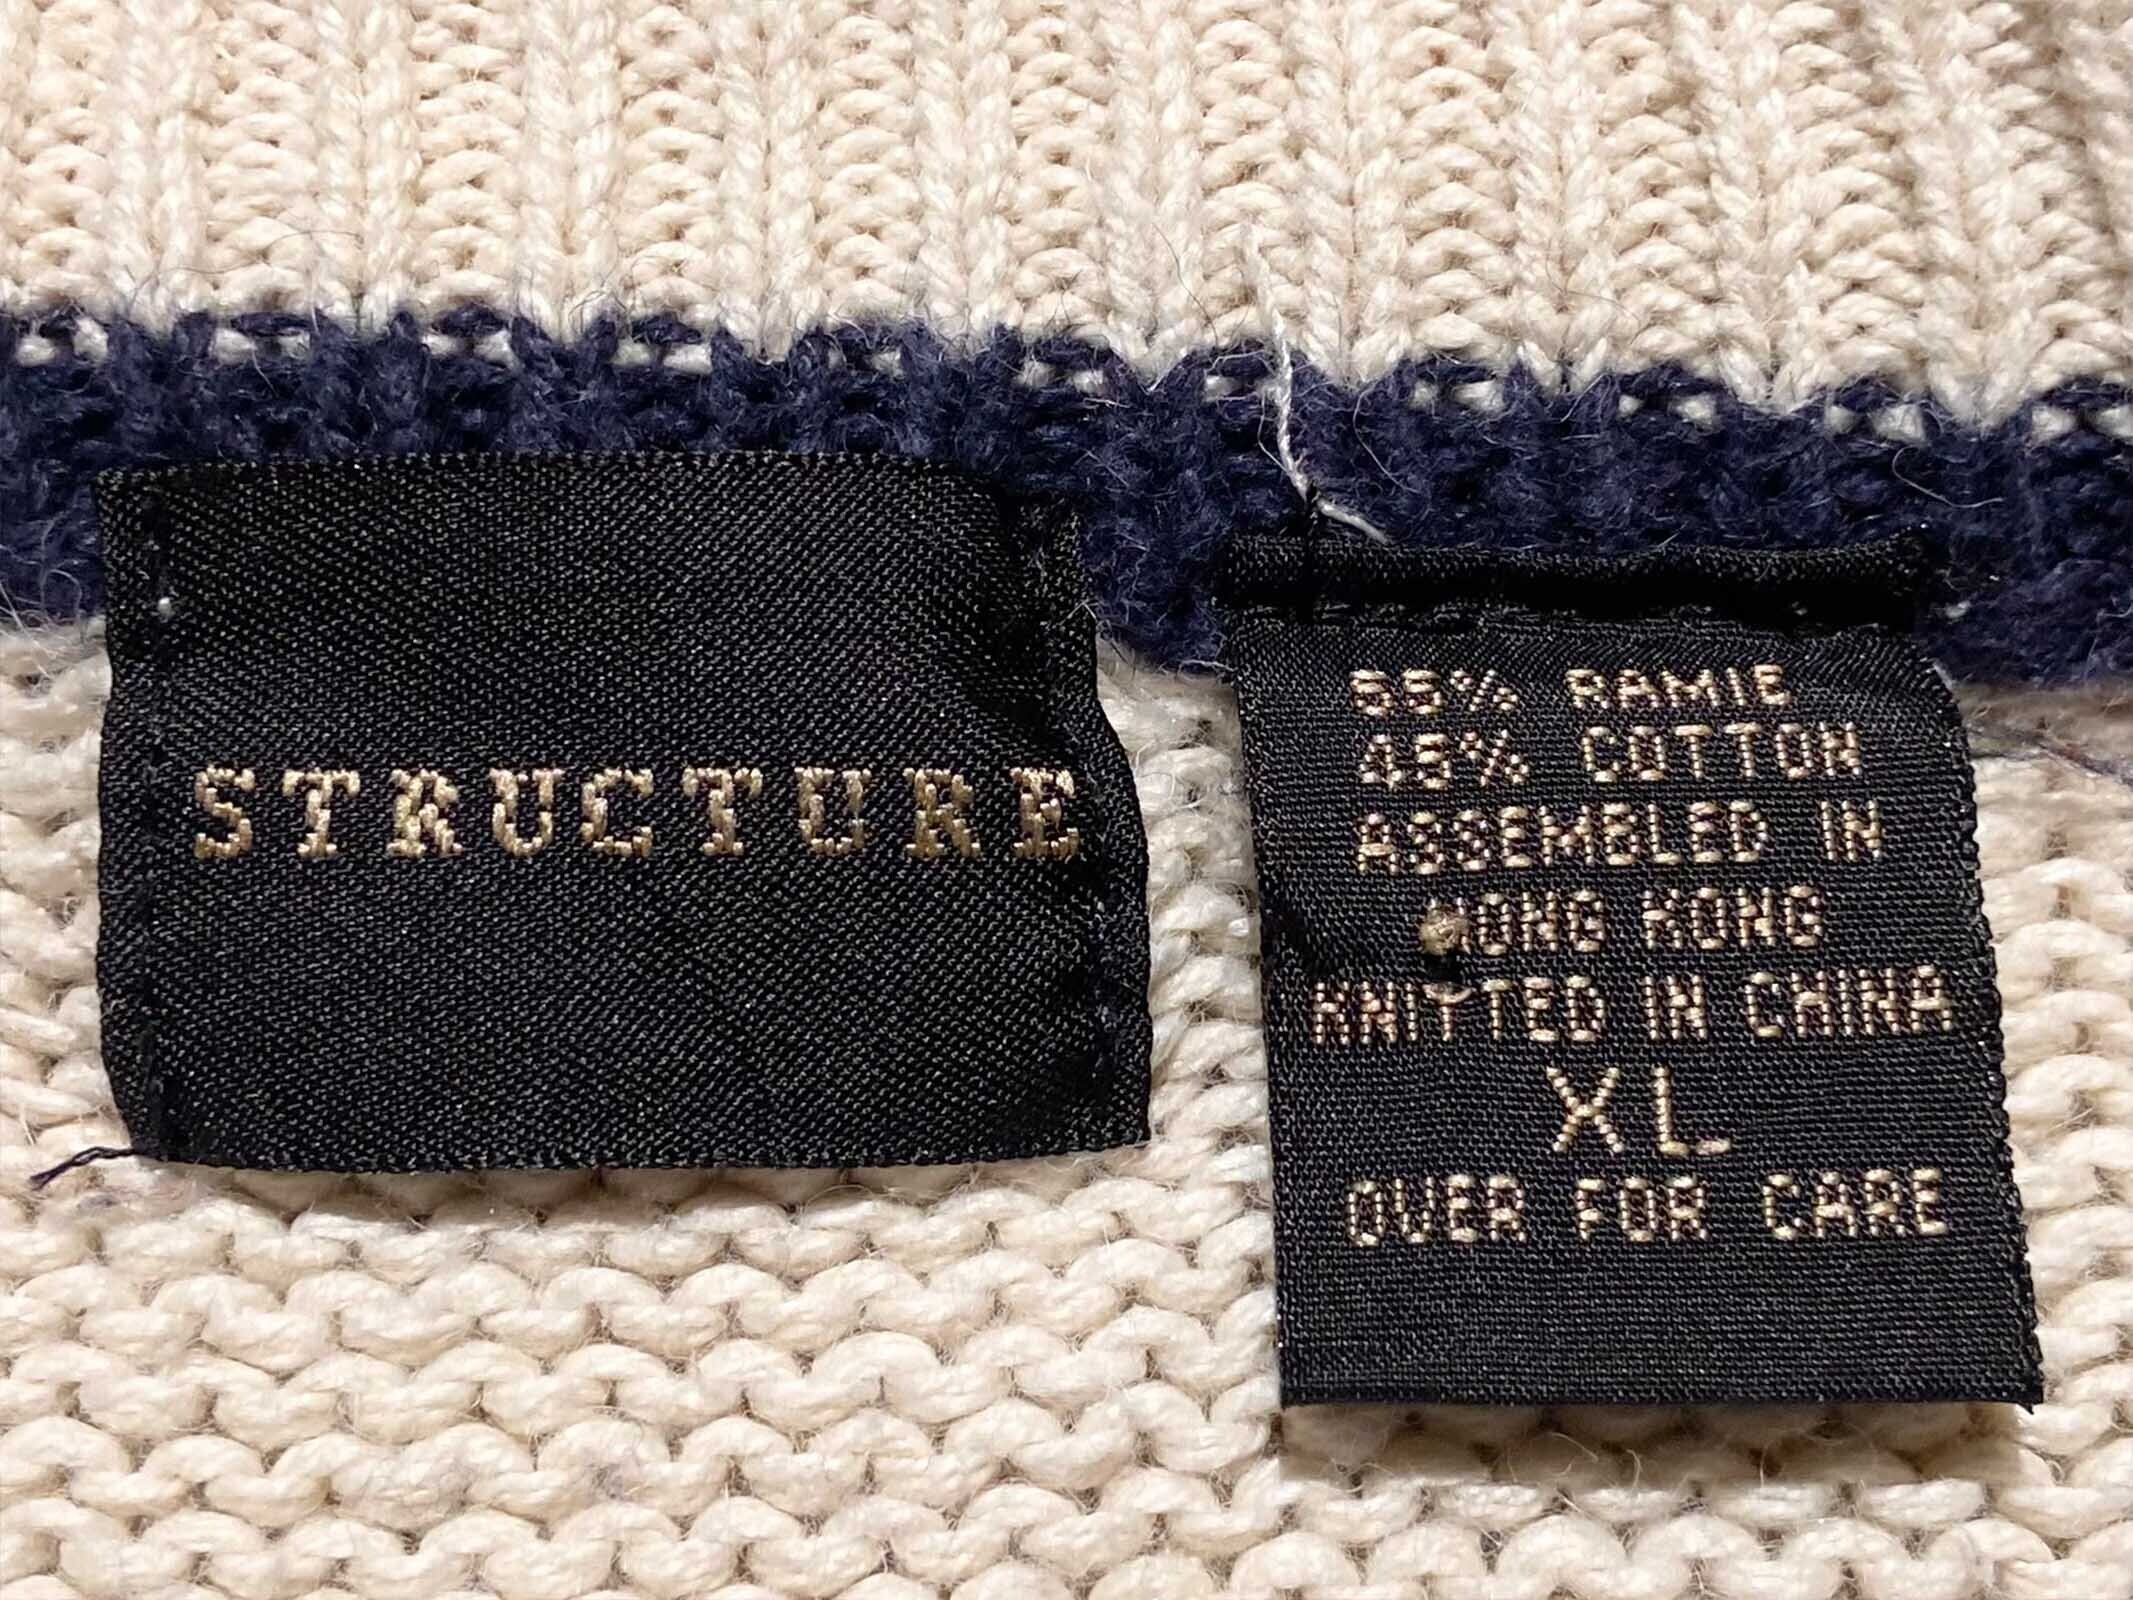 STRUCTURE
55% RAMIE
45% COTTON
ASSEMBLED IN
HONG KONG
KNITTED IN CHINA
XL
OVER FOR CARE